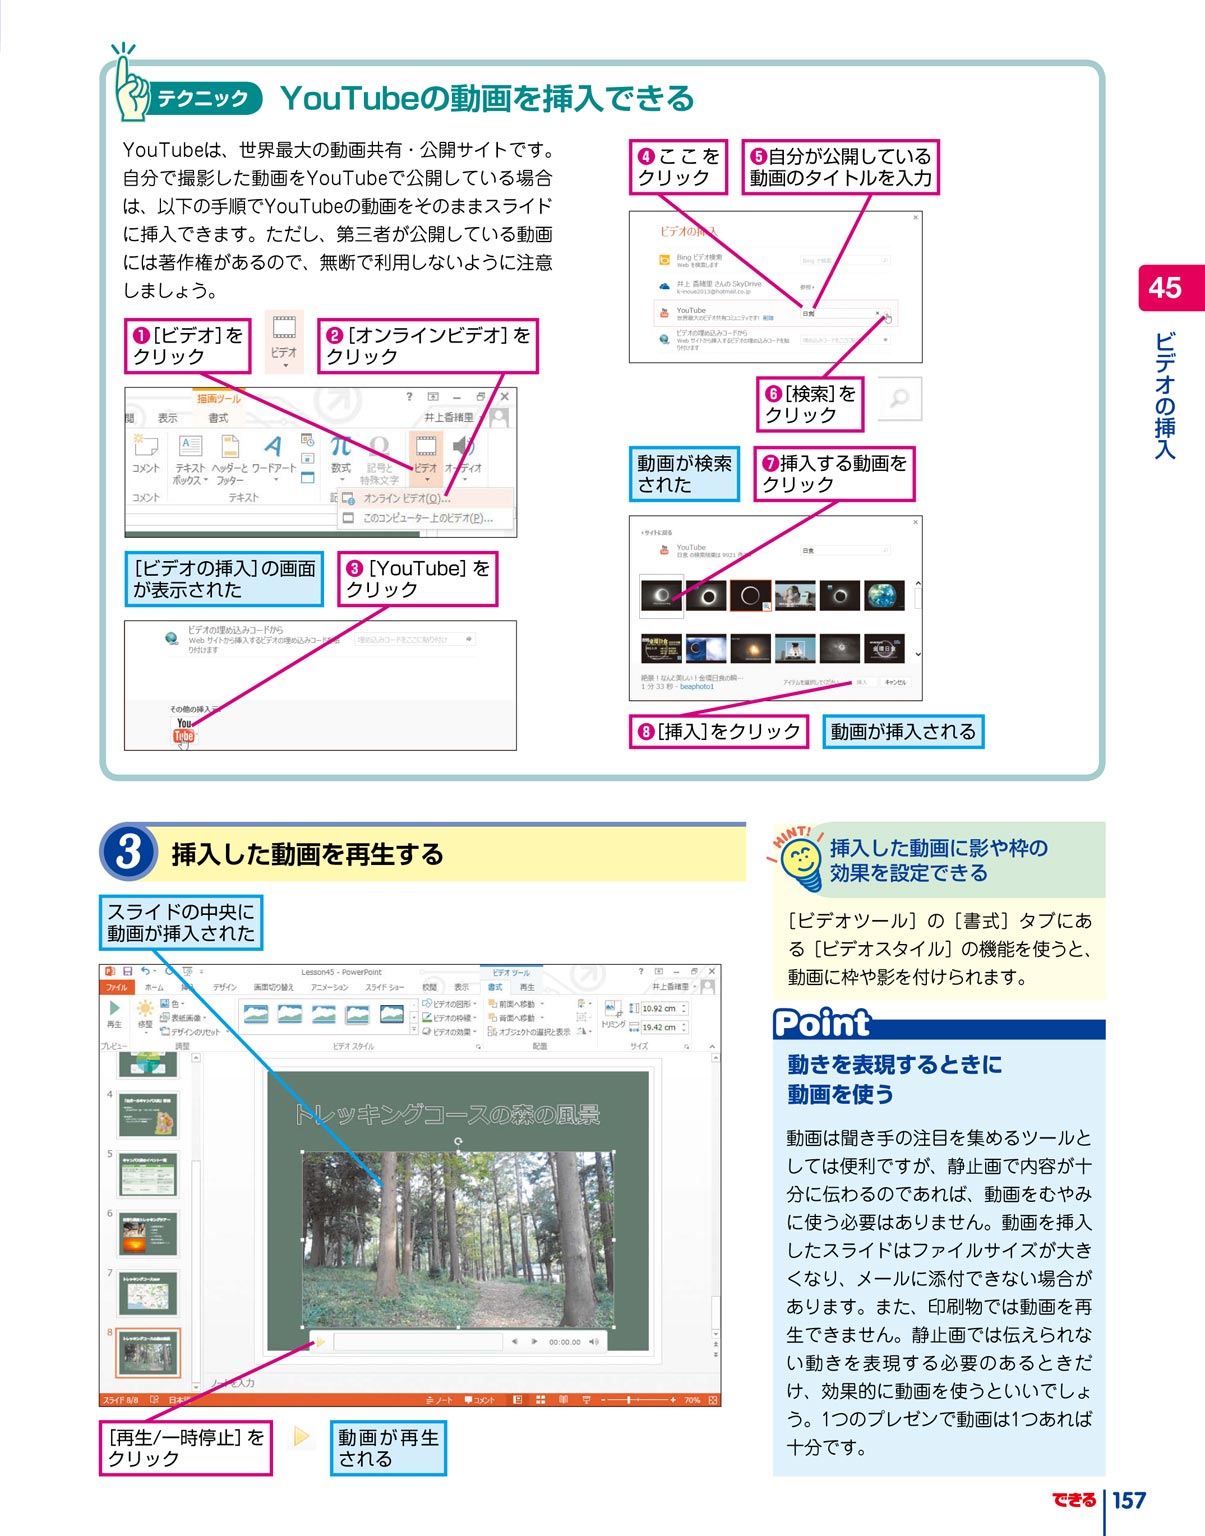 テクニック
YouTubeの動画を挿入できる
YouTubeは、世界最大の動画共有・公開サイトです。
自分で撮影した動画をYouTubeで公開している場合
は、以下の手順でYouTubeの動画をそのままスライド
に挿入できます。ただし、第三者が公開している動画
には著作権があるので、無断で利用しないように注意
しましょう。
❶[ビデオ]を
クリック
ビデオ
❷[オンラインビデオ]を
クリック
描画ツール
井上香緒里
閲 表示 書式
コメント
テキスト
ボックス
ヘッダーと
フッター
ワードアート
数式
記号と
特殊文字
ビデオ
オーディオ
コメント
テキスト
オンライン ビデオ(O)...
このコンピューター上のビデオ(P)...
[ビデオの挿入]の画面
が表示された
❸[YouTube]を
クリック
ビデオの埋め込みコードから
埋め込みコードをここに貼り付け
り付けます
その他の挿入元
You
Tube
❹ここを
クリック
❺自分が公開している
動画のタイトルを入力
ビデオの挿入
Bing ビデオ検索
Web を検索します
Bing で検索
井上 香緒里 さんの SkyDrive
k-inoue2013@hotmail.co.jp
参照
YouTube
世界最大のビデオ共有コミュニティです! 削除
日食
ビデオの埋め込みコードから
Web サイトから挿入するビデオの埋め込みコードを貼
り付けます
埋め込みコードをここに貼り付け
❻[検索]を
クリック
動画が検索
された
❼挿入する動画を
クリック
サイトに戻る
YouTube
日食 の検索結果は 9921 件
日食
金環日食
絶景！なんと美しい！金環日食の瞬…
1 分 33 秒 - beaphoto1
挿入
キャンセル
❽[挿入]をクリック
動画が挿入される
45
ビデオの挿入
3
挿入した動画を再生する
スライドの中央に
動画が挿入された
Lesson45 - PowerPoint
ビデオ ツール
ファイル ホーム 挿入 デザイン 画面切り替え アニメーション スライド ショー 校閲 表示 書式 再生
井上香緒里
再生
修整
色
表紙画像
デザインのリセット
ビデオの図形
ビデオの枠線
ビデオの効果
前面へ移動
背面へ移動
オブジェクトの選択と表示
トリミング
10.92 cm
19.42 cm
プレビュー 調整 ビデオ スタイル 配置 サイズ
4
5
6
7
8
トレッキングコースの森の風景
00:00.00
ノートを入力
スライド 8/8
ノート
コメント
70%
[再生/一時停止]を
クリック
動画が再生
される
HINT!
挿入した動画に影や枠の
効果を設定できる
[ビデオツール]の[書式]タブにあ
る[ビデオスタイル]の機能を使うと、
動画に枠や影を付けられます。
Point
動きを表現するときに
動画を使う
動画は聞き手の注目を集めるツールと
しては便利ですが、静止画で内容が十
分に伝わるのであれば、動画をむやみ
に使う必要はありません。動画を挿入
したスライドはファイルサイズが大き
くなり、メールに添付できない場合が
あります。また、印刷物では動画を再
生できません。静止画では伝えられな
い動きを表現する必要のあるときだ
け、効果的に動画を使うといいでしょ
う。1つのプレゼンで動画は1つあれば
十分です。
できる
157